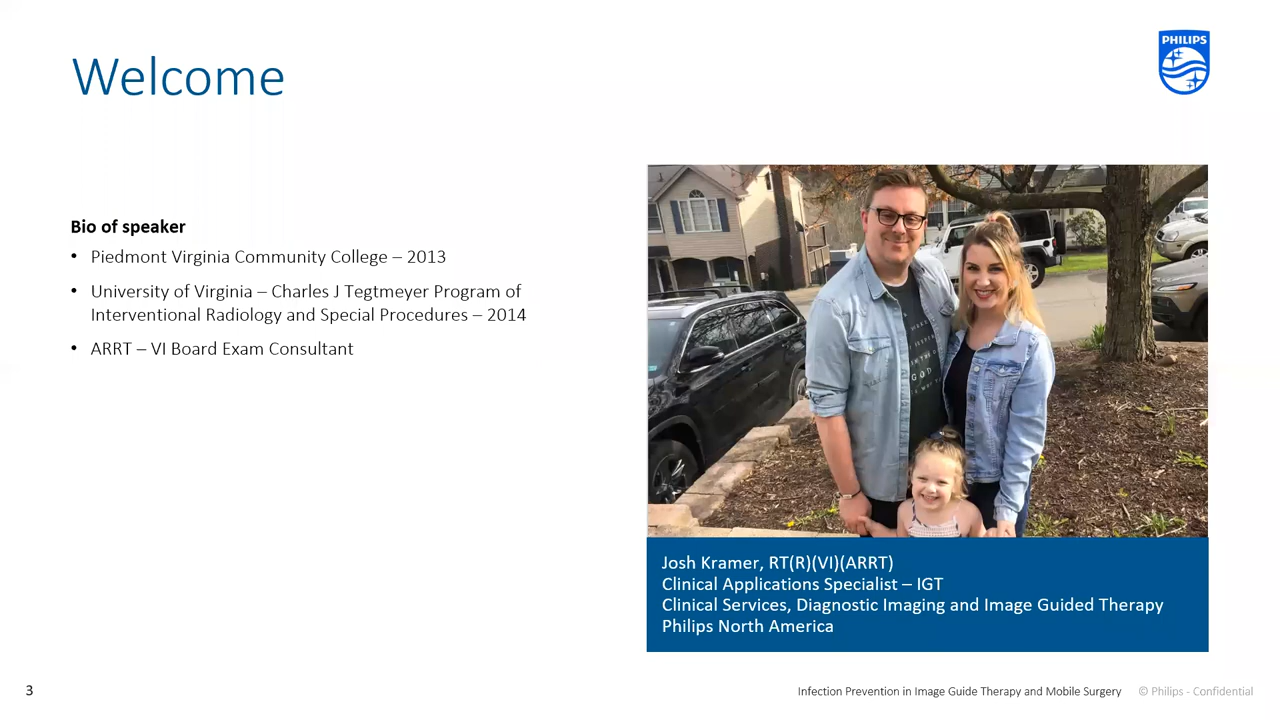 Welcome
PHILIPS
Bio of speaker
• Piedmont Virginia Community College – 2013
• University of Virginia – Charles J Tegtmeyer Program of
Interventional Radiology and Special Procedures – 2014
• ARRT – VI Board Exam Consultant
GOD
Josh Kramer, RT(R)(VI)(ARRT)
Clinical Applications Specialist – IGT
Clinical Services, Diagnostic Imaging and Image Guided Therapy
Philips North America
3
Infection Prevention in Image Guide Therapy and Mobile Surgery
© Philips - Confidential